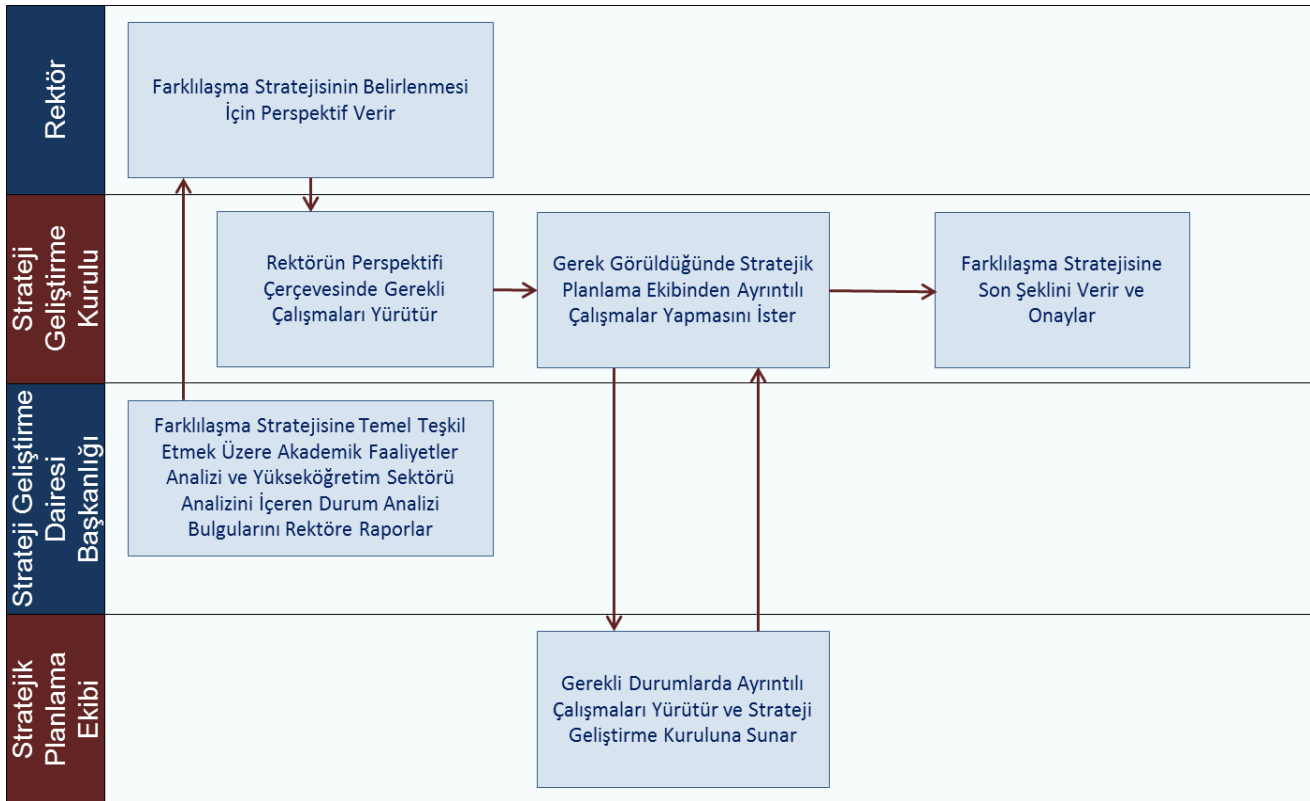 Rektör
Farklılaşma Stratejisinin Belirlenmesi
İçin Perspektif Verir
Strateji
Geliştirme
Kurulu
Rektörün Perspektifi
Çerçevesinde Gerekli
Çalışmaları Yürütür
Gerek Görüldüğünde Stratejik
Planlama Ekibinden Ayrıntılı
Çalışmalar Yapmasını İster
Farklılaşma Stratejisine
Son Şeklini Verir ve
Onaylar
Strateji Geliştirme
Dairesi
Başkanlığı
Farklılaşma Stratejisine Temel Teşkil
Etmek Üzere Akademik Faaliyetler
Analizi ve Yükseköğretim Sektörü
Analizini İçeren Durum Analizi
Bulgularını Rektöre Raporlar
Stratejik
Planlama
Ekibi
Gerekli Durumlarda Ayrıntılı
Çalışmaları Yürütür ve Strateji
Geliştirme Kuruluna Sunar